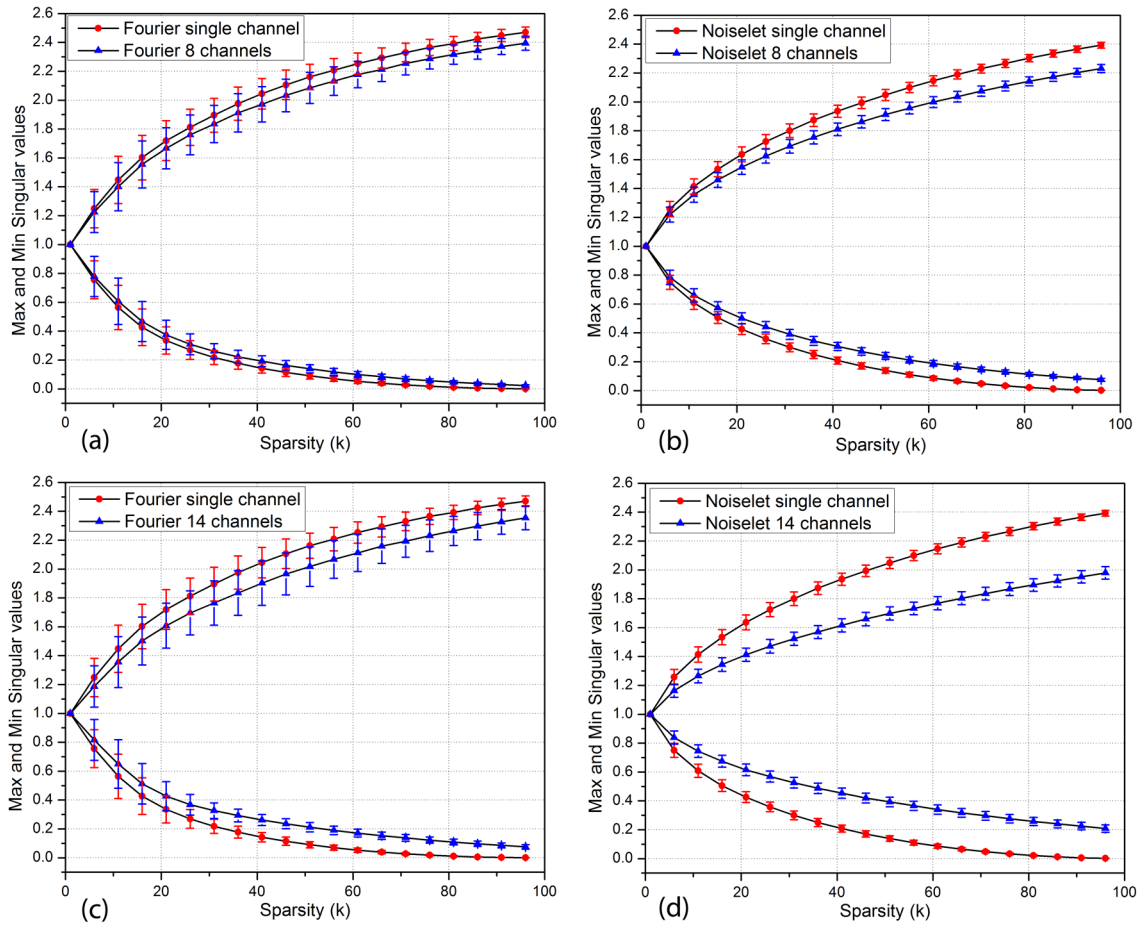 Fourier single channel
Fourier 8 channels
Max and Min Singular values
2.6
2.4
2.2
2.0
1.8
1.6
1.4
1.2
1.0
0.8
0.6
0.4
0.2
0.0
0 20 40 60 80 100
Sparsity (k)
(a)
Noiselet single channel
Noiselet 8 channels
Max and Min Singular values
2.6
2.4
2.2
2.0
1.8
1.6
1.4
1.2
1.0
0.8
0.6
0.4
0.2
0.0
0 20 40 60 80 100
Sparsity (k)
(b)
Fourier single channel
Fourier 14 channels
Max and Min Singular values
2.6
2.4
2.2
2.0
1.8
1.6
1.4
1.2
1.0
0.8
0.6
0.4
0.2
0.0
0 20 40 60 80 100
Sparsity (k)
(c)
Noiselet single channel
Noiselet 14 channels
Max and Min Singular values
2.6
2.4
2.2
2.0
1.8
1.6
1.4
1.2
1.0
0.8
0.6
0.4
0.2
0.0
0 20 40 60 80 100
Sparsity (k)
(d)